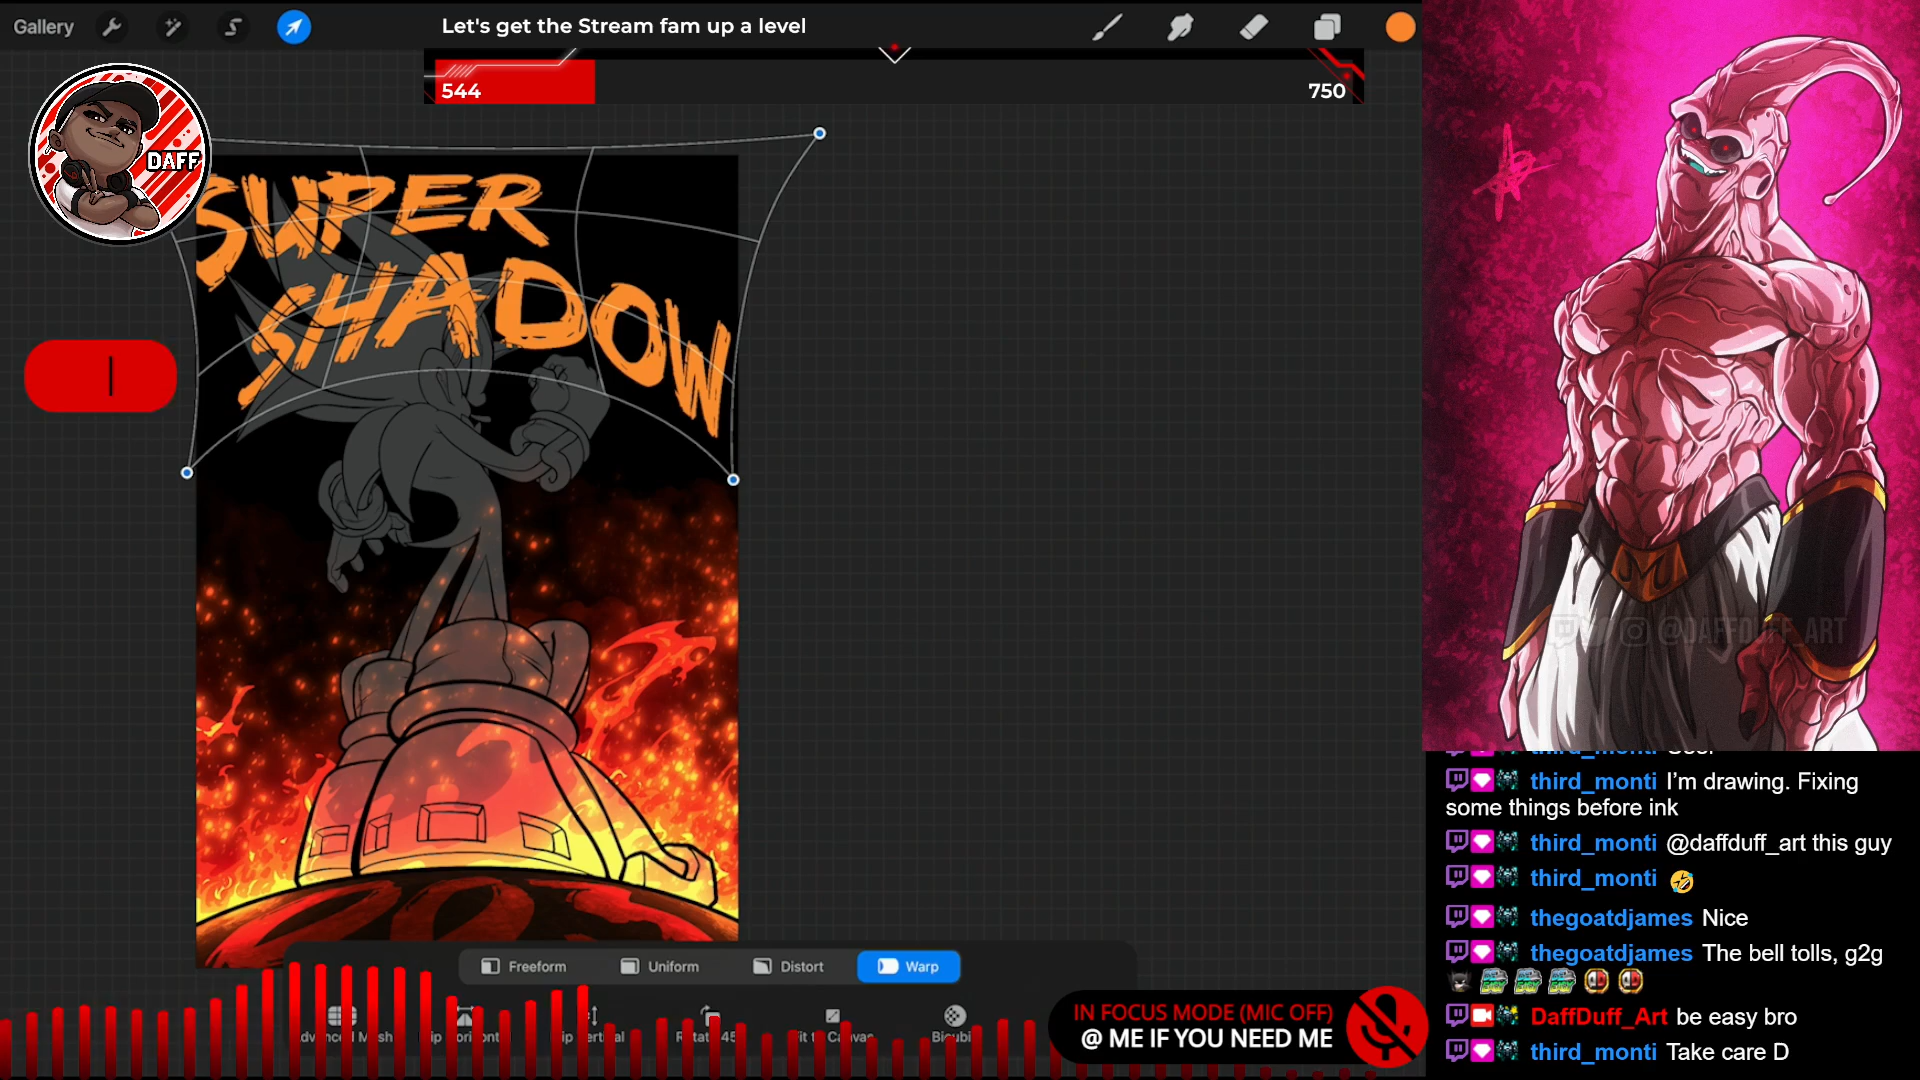 Gallery
Let's get the Stream fam up a level
544
750
DAFF
SUPER
SHADOW
@DAFFDUFF_ART
third_monti
third_monti I'm drawing. Fixing
some things before ink
third_monti @daffduff_art this guy
third_monti 🤣
thegoatdjames Nice
thegoatdjames The bell tolls, g2g
DaffDuff_Art be easy bro
third_monti Take care D
Freeform
Uniform
Distort
Warp
IN FOCUS MODE (MIC OFF)
@ ME IF YOU NEED ME